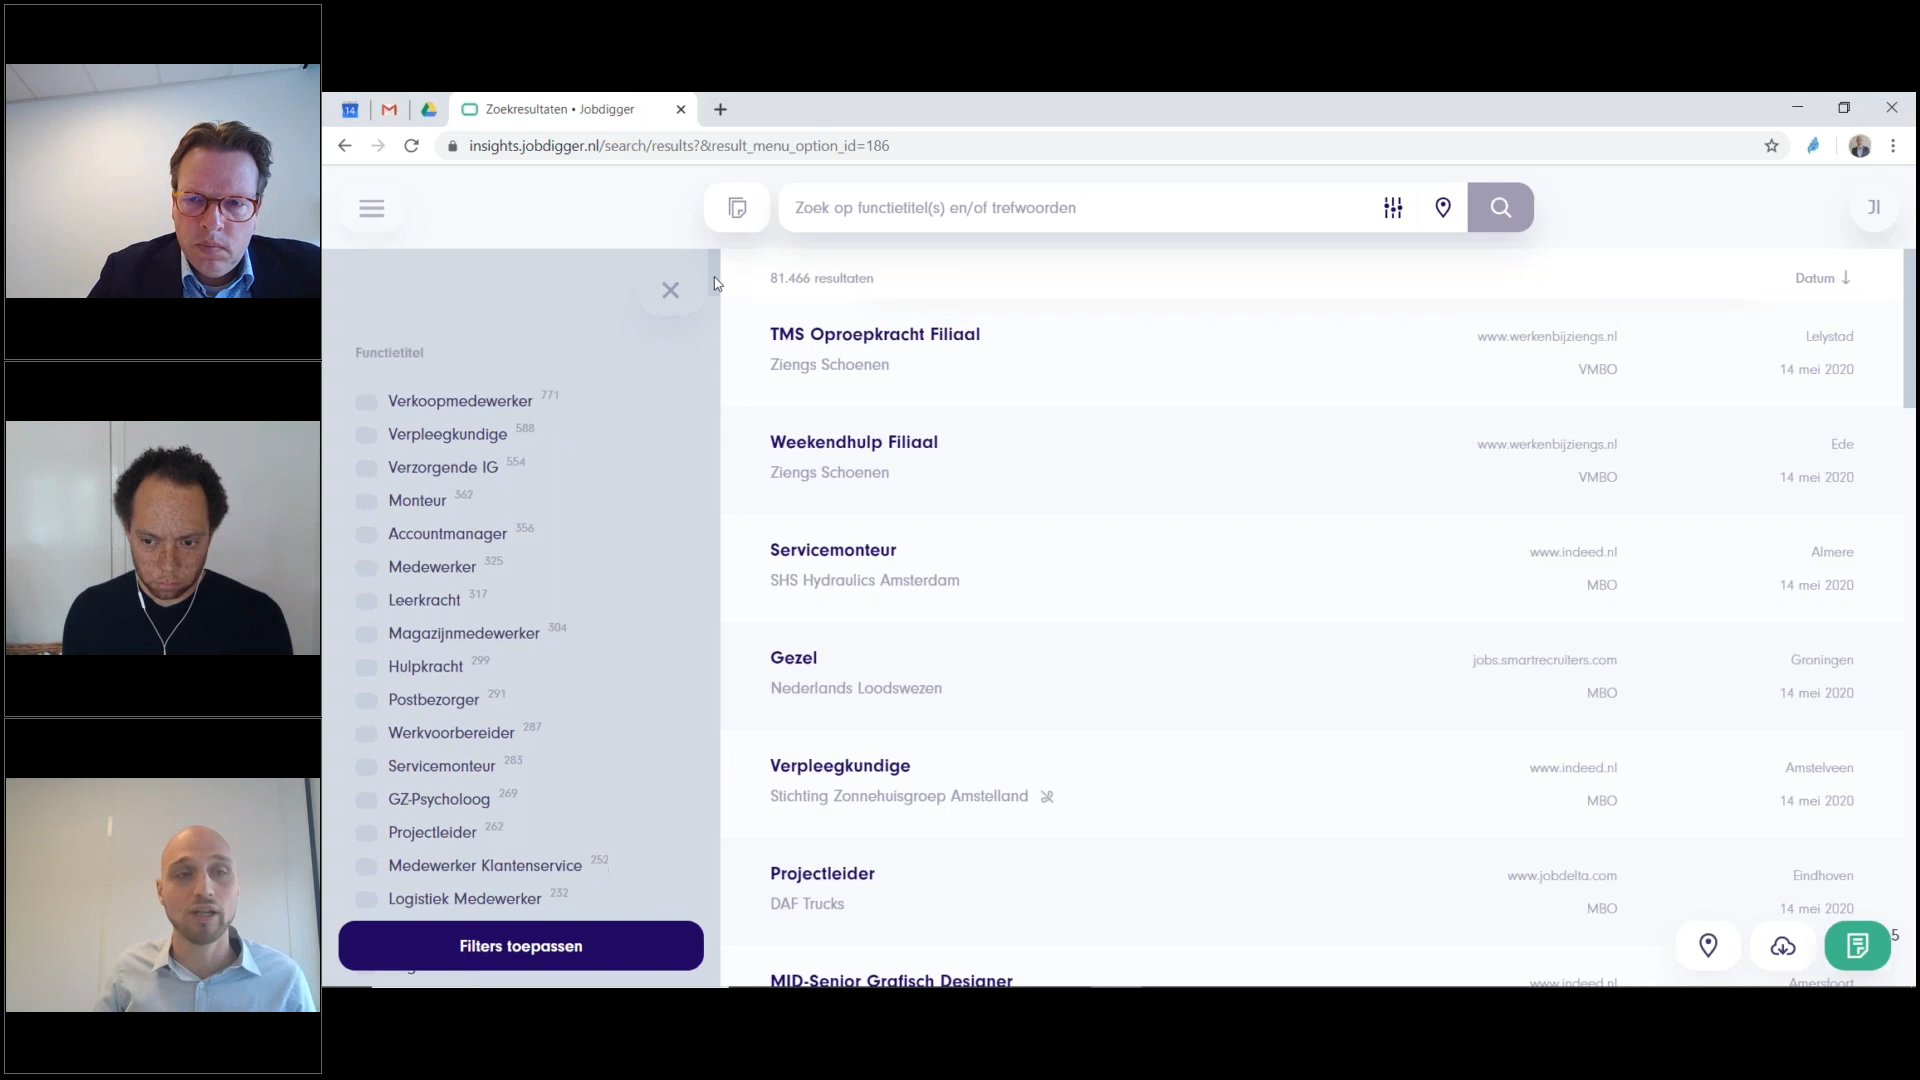 14
Zoekresultaten • Jobdigger
insights.jobdigger.nl/search/results?&result_menu_option_id=186
Zoek op functietitel(s) en/of trefwoorden
JI
Functietitel
Verkoopmedewerker 771
Verpleegkundige 588
Verzorgende IG 554
Monteur 362
Accountmanager 356
Medewerker 325
Leerkracht 317
Magazijnmedewerker 304
Hulpkracht 299
Postbezorger 291
Werkvoorbereider 287
Servicemonteur 283
GZ-Psycholoog 269
Projectleider 262
Medewerker Klantenservice 252
Logistiek Medewerker 232
Filters toepassen
81.466 resultaten
Datum ↓
TMS Oproepkracht Filiaal
www.werkenbijziengs.nl
Lelystad
Ziengs Schoenen
VMBO
14 mei 2020
Weekendhulp Filiaal
www.werkenbijziengs.nl
Ede
Ziengs Schoenen
VMBO
14 mei 2020
Servicemonteur
www.indeed.nl
Almere
SHS Hydraulics Amsterdam
MBO
14 mei 2020
Gezel
jobs.smartrecruiters.com
Groningen
Nederlands Loodswezen
MBO
14 mei 2020
Verpleegkundige
www.indeed.nl
Amstelveen
Stichting Zonnehuisgroep Amstelland
MBO
14 mei 2020
Projectleider
www.jobdelta.com
Eindhoven
DAF Trucks
MBO
14 mei 2020
5
MID-Senior Grafisch Designer
www.indeed.nl
Amersfoort